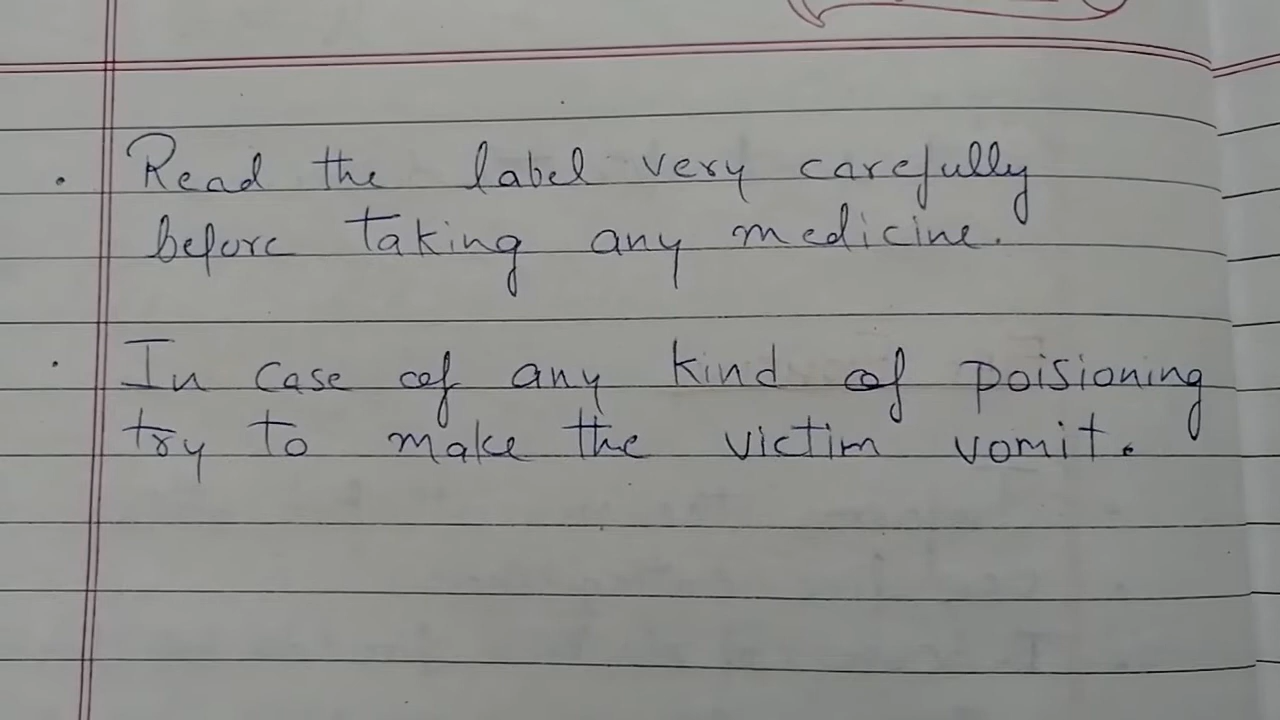 • Read the label very carefully
before taking any medicine.
• In case of any kind of poisioning
try to make the victim vomit.